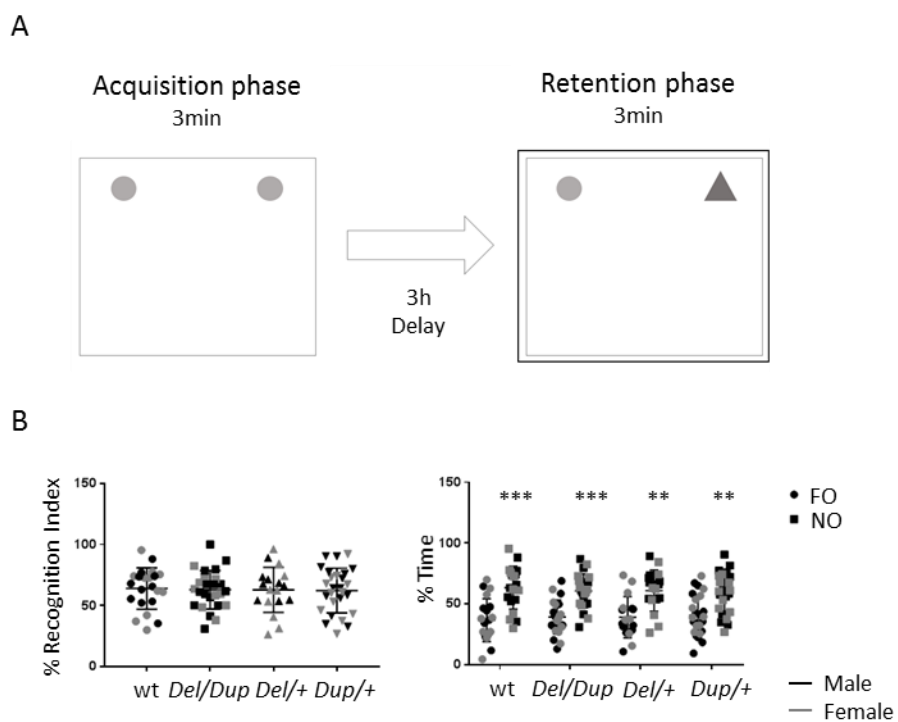 A
Acquisition phase
3min
Retention phase
3min
3h
Delay
B
% Recognition Index
150
100
50
0
wt Del/Dup Del/+ Dup/+
% Time
150
100
50
0
*** *** ** **
wt Del/Dup Del/+ Dup/+
FO
NO
Male
Female